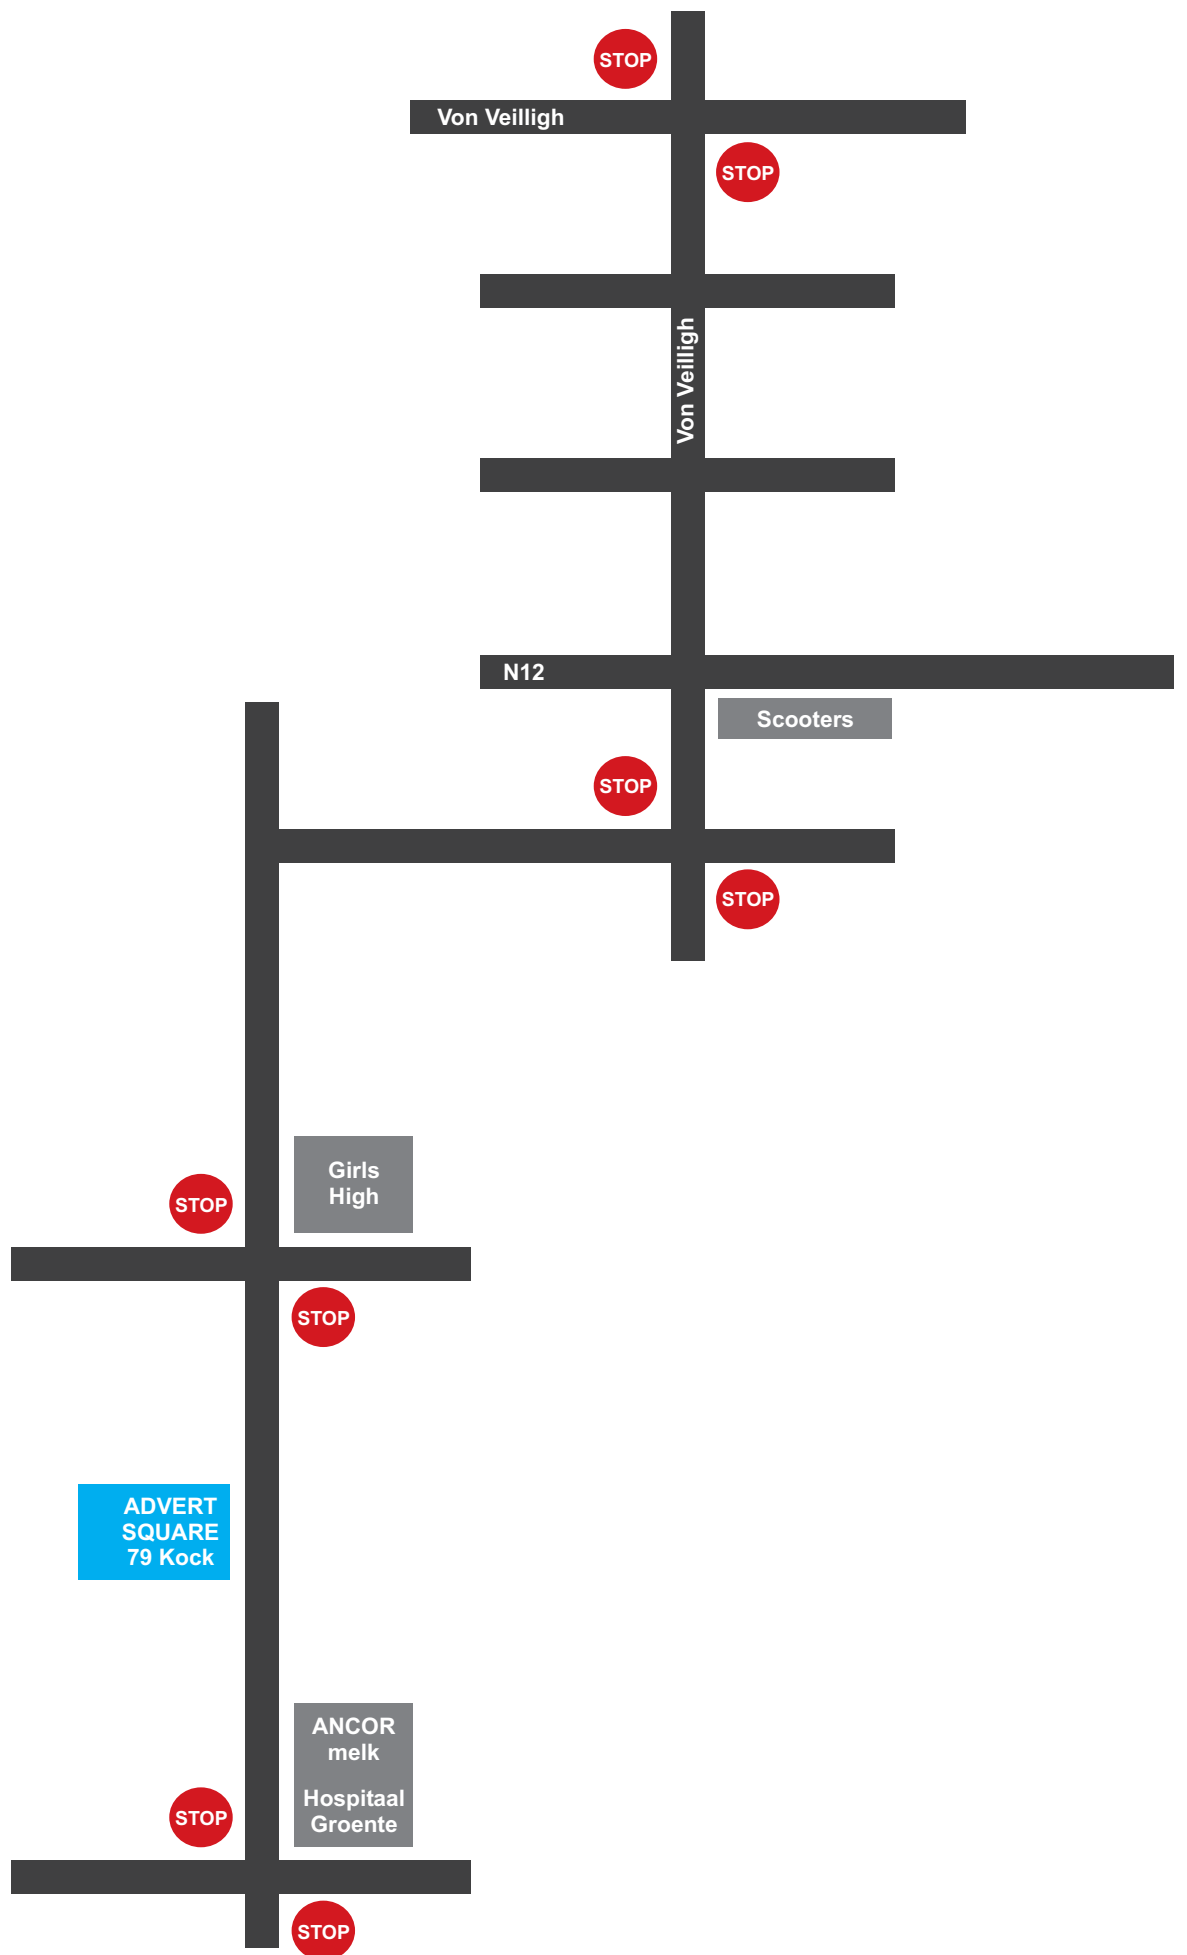 STOP
Von Veilligh
STOP
Von Veilligh
N12
Scooters
STOP
STOP
Girls
High
STOP
STOP
ADVERT
SQUARE
79 Kock
ANCOR
melk
Hospitaal
Groente
STOP
STOP